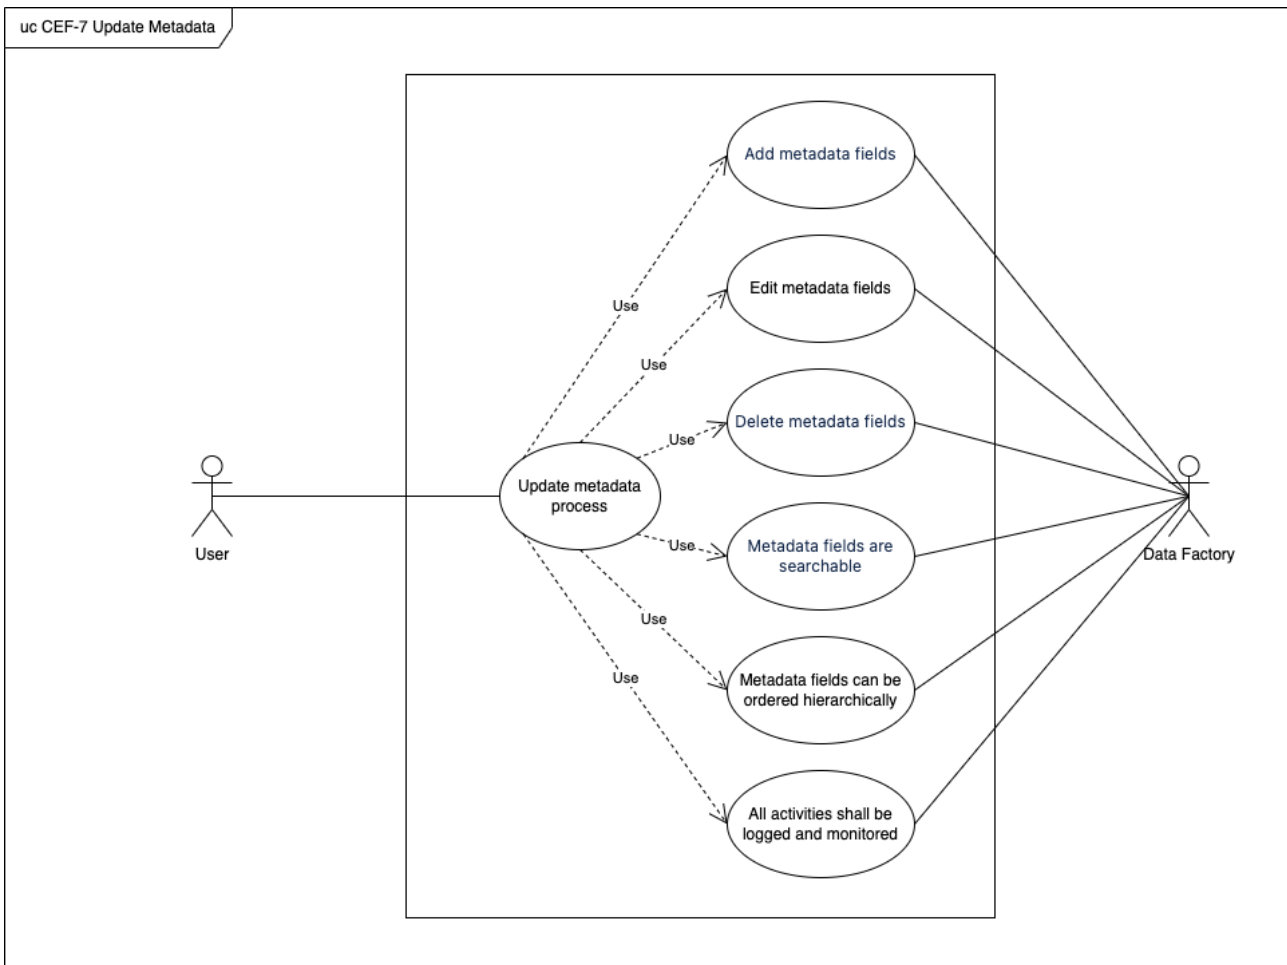 uc CEF-7 Update Metadata
Add metadata fields
Use
Edit metadata fields
Use
Delete metadata fields
Use
Update metadata
process
User
Use
Metadata fields are
searchable
Data Factory
Use
Metadata fields can be
ordered hierarchically
Use
All activities shall be
logged and monitored